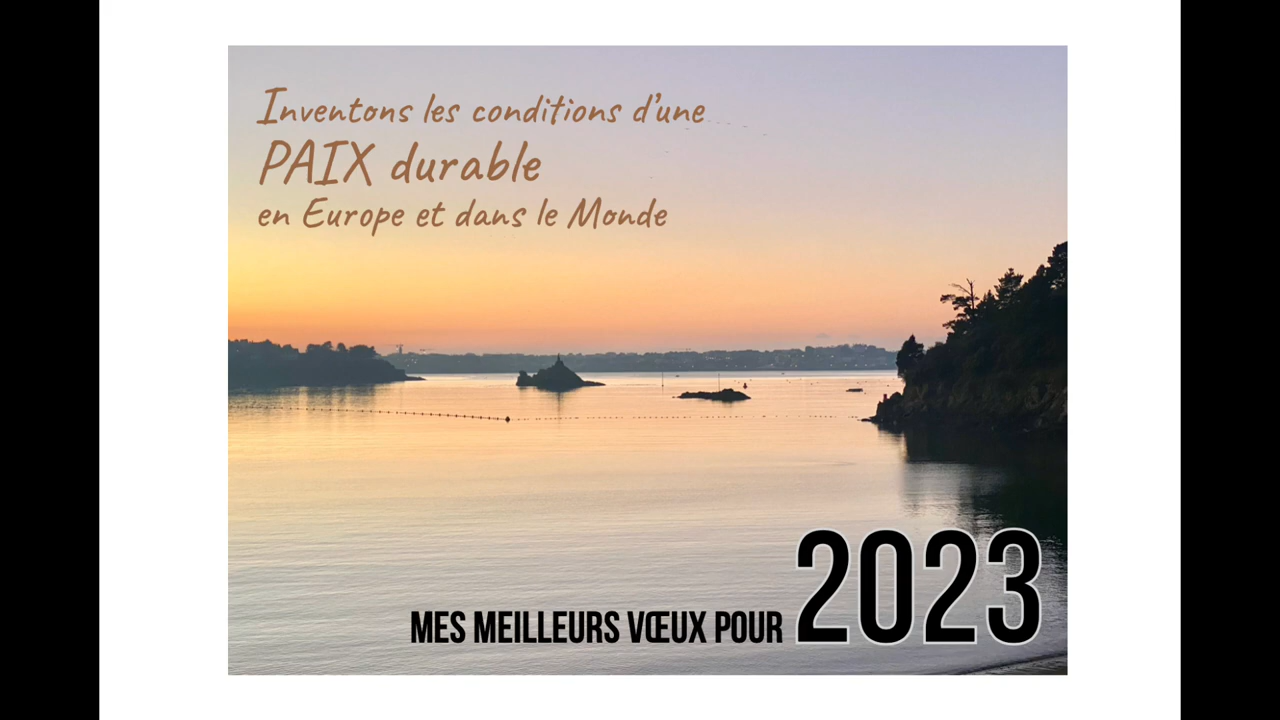 Inventons les conditions d'une
PAIX durable
en Europe et dans le Monde
MES MEILLEURS VŒUX POUR 2023